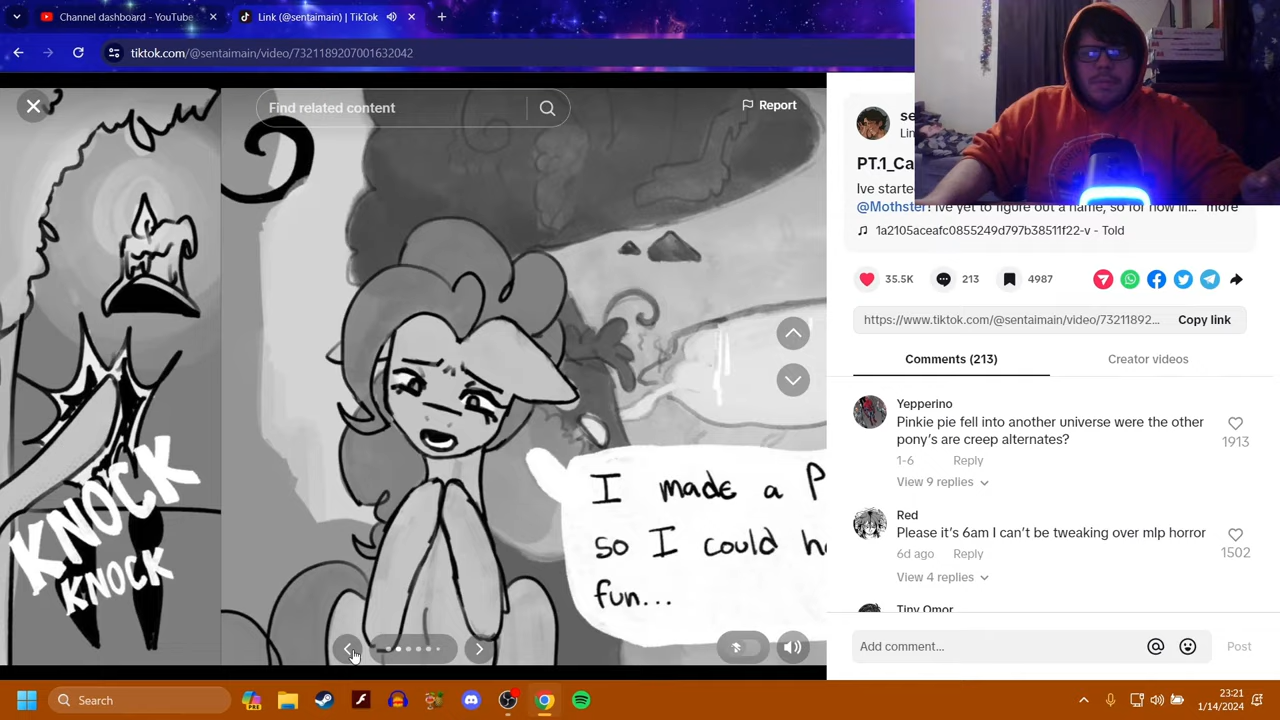 Channel dashboard - YouTube
Link (@sentaimain) | TikTok
tiktok.com/@sentaimain/video/7321189207001632042
Find related content
Report
KNOCK
KNOCK
I made a P
so I could h
fun...
se
Lin
PT.1_Ca
Ive starte
@Mothster! Ive yet to figure out a name, so for now ill... more
1a2105aceafc0855249d797b38511f22-v - Told
35.5K
213
4987
https://www.tiktok.com/@sentaimain/video/73211892...
Copy link
Comments (213)
Creator videos
Yepperino
Pinkie pie fell into another universe were the other
pony's are creep alternates?
1913
1-6
Reply
View 9 replies
Red
Please it's 6am I can't be tweaking over mlp horror
1502
6d ago
Reply
View 4 replies
Tiny Omor
Add comment...
Post
Search
PRE
23:21
1/14/2024